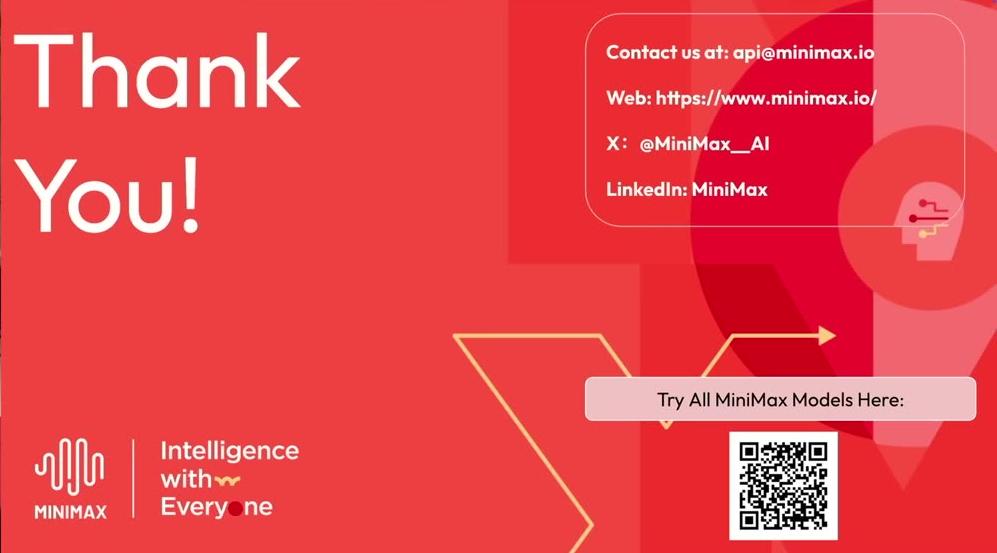 Thank
You!
Contact us at: api@minimax.io
Web: https://www.minimax.io/
X: @MiniMax__AI
LinkedIn: MiniMax
Try All MiniMax Models Here:
MINIMAX
Intelligence
with
Everyone